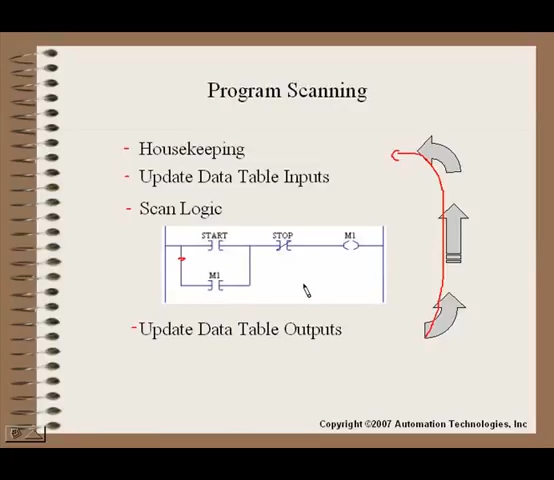 Program Scanning
Housekeeping
Update Data Table Inputs
Scan Logic
START STOP M1
M1
Update Data Table Outputs
Copyright ©2007 Automation Technologies, Inc